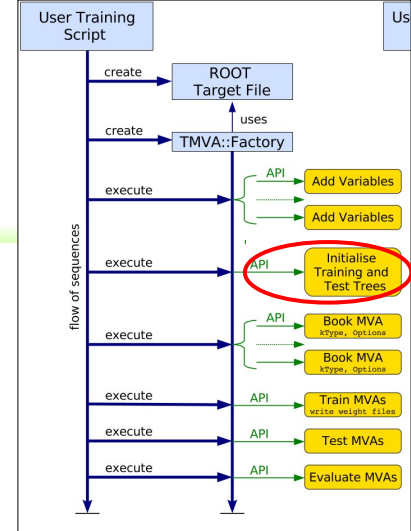 User Training
Script
Us
create
ROOT
Target File
uses
create
TMVA::Factory
API
Add Variables
execute
Add Variables
flow of sequences
execute
API
Initialise
Training and
Test Trees
API
Book MVA
kType, Options
execute
Book MVA
kType, Options
execute
API
Train MVAs
write weight files
execute
API
Test MVAs
execute
API
Evaluate MVAs